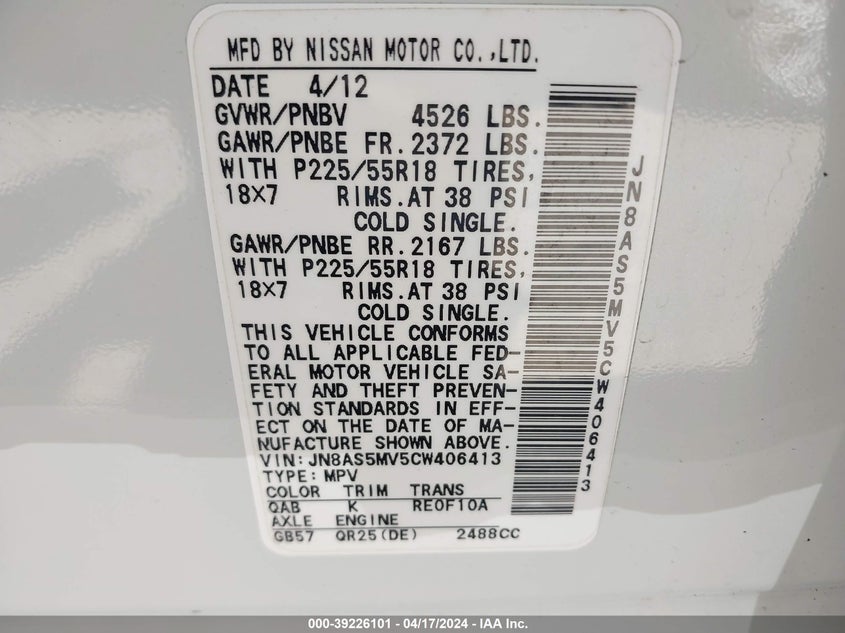 MFD BY NISSAN MOTOR CO.,LTD.
DATE 4/12
GVWR/PNBV 4526 LBS.
GAWR/PNBE FR. 2372 LBS.
WITH P225/55R18 TIRES,
18X7 RIMS.AT 38 PSI
COLD SINGLE.
GAWR/PNBE RR. 2167 LBS.
WITH P225/55R18 TIRES,
18X7 RIMS.AT 38 PSI
COLD SINGLE.
THIS VEHICLE CONFORMS
TO ALL APPLICABLE FED-
ERAL MOTOR VEHICLE SA-
FETY AND THEFT PREVEN-
TION STANDARDS IN EFF-
ECT ON THE DATE OF MA-
NUFACTURE SHOWN ABOVE.
VIN:JN8AS5MV5CW406413
TYPE:MPV
COLOR TRIM TRANS
QAB K RE0F10A
AXLE ENGINE
GB57 QR25(DE) 2488CC
JN8AS5MV5CW406413
000-39226101 - 04/17/2024 - IAA Inc.